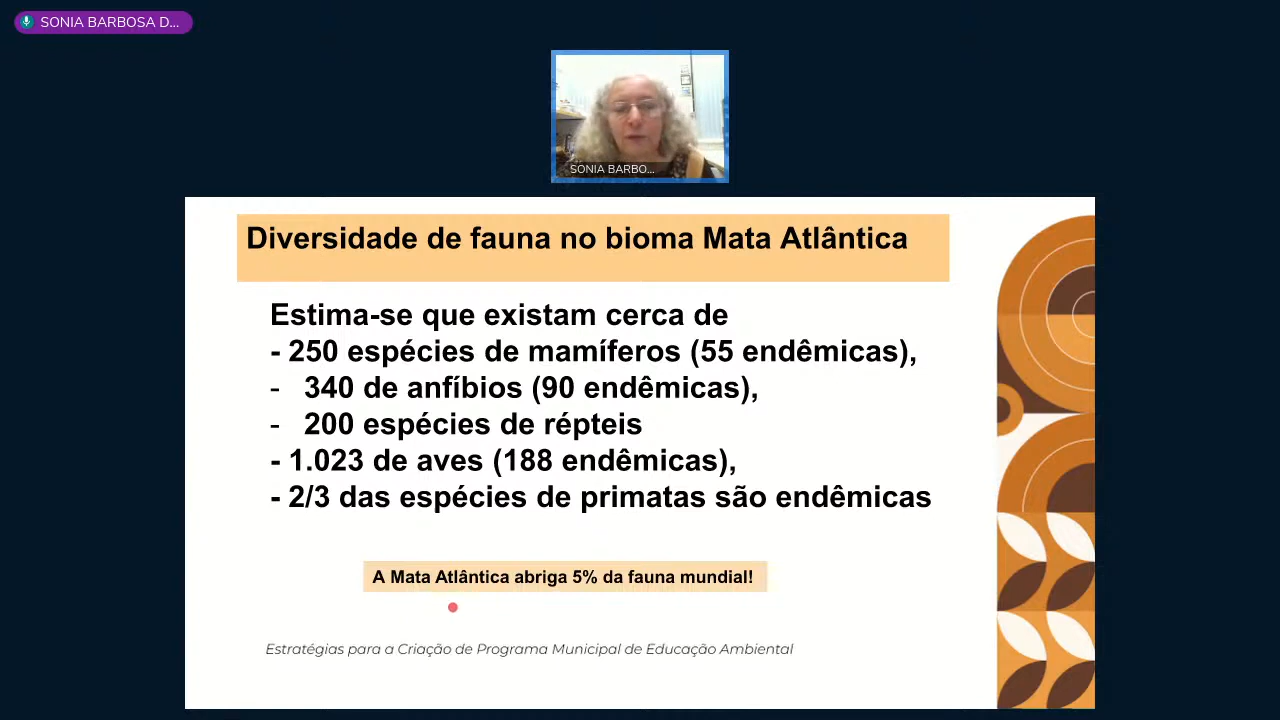 SONIA BARBOSA D...
SONIA BARBO...
Diversidade de fauna no bioma Mata Atlântica
Estima-se que existam cerca de
- 250 espécies de mamíferos (55 endêmicas),
- 340 de anfíbios (90 endêmicas),
- 200 espécies de répteis
- 1.023 de aves (188 endêmicas),
- 2/3 das espécies de primatas são endêmicas
A Mata Atlântica abriga 5% da fauna mundial!
Estratégias para a Criação de Programa Municipal de Educação Ambiental